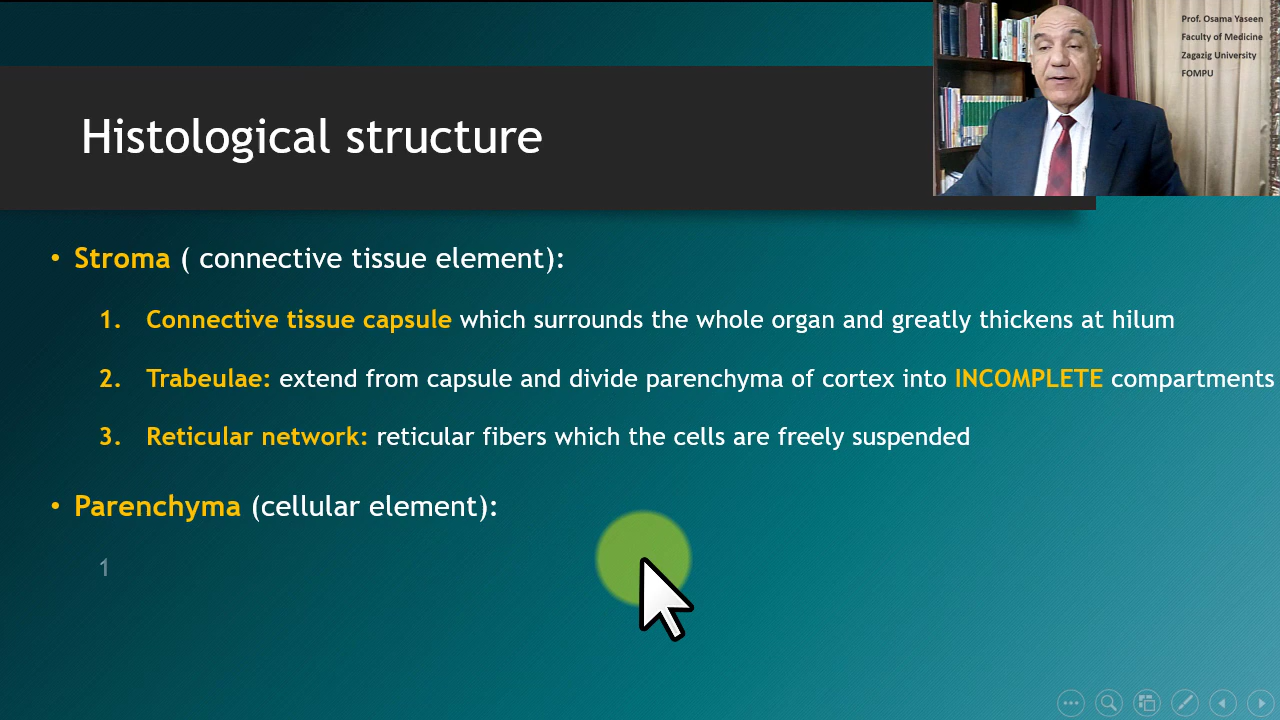 Prof. Osama Yaseen
Faculty of Medicine
Zagazig University
FOMPU
Histological structure
• Stroma ( connective tissue element):
1. Connective tissue capsule which surrounds the whole organ and greatly thickens at hilum
2. Trabeulae: extend from capsule and divide parenchyma of cortex into INCOMPLETE compartments
3. Reticular network: reticular fibers which the cells are freely suspended
• Parenchyma (cellular element):
1